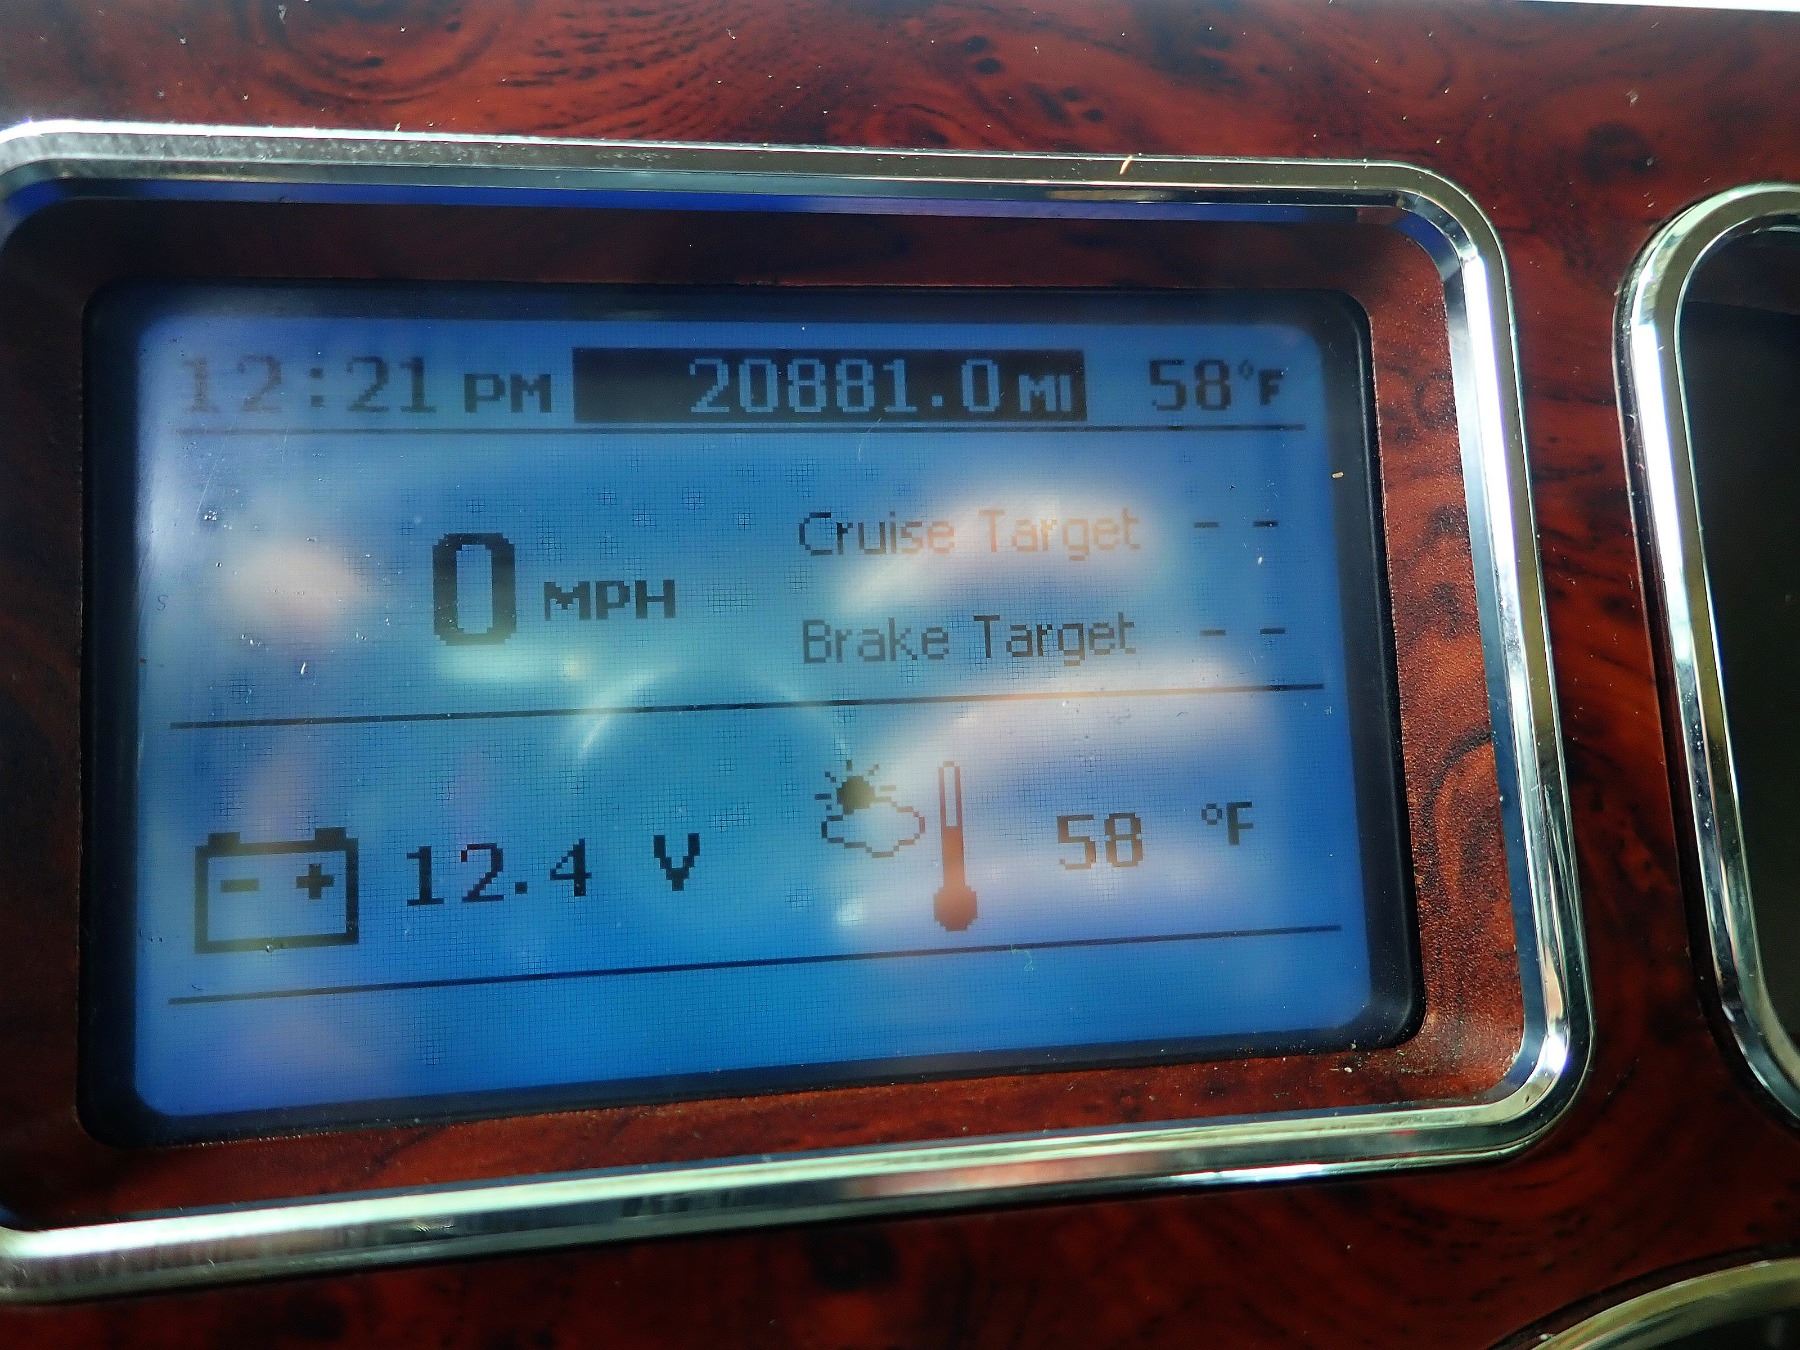 12:21 PM 20881.0 MI 58°F
0 MPH
Cruise Target - -
Brake Target - -
- +
12.4 V
58 °F